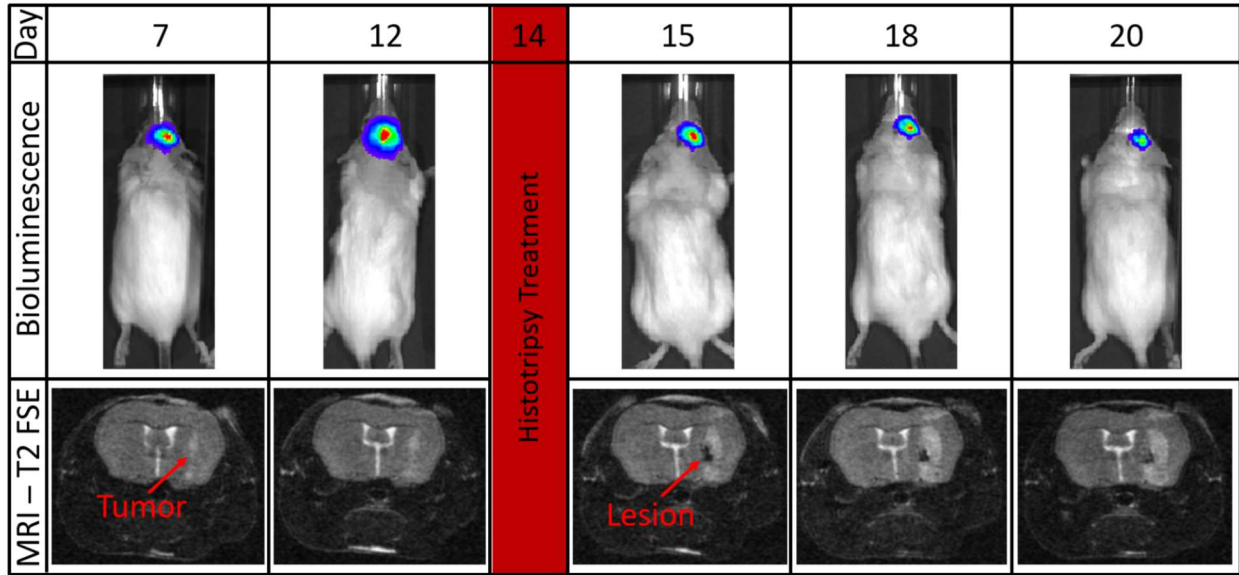 Day
7
12
14
15
18
20
Bioluminescence
Histotripsy Treatment
MRI – T2 FSE
Tumor
Lesion